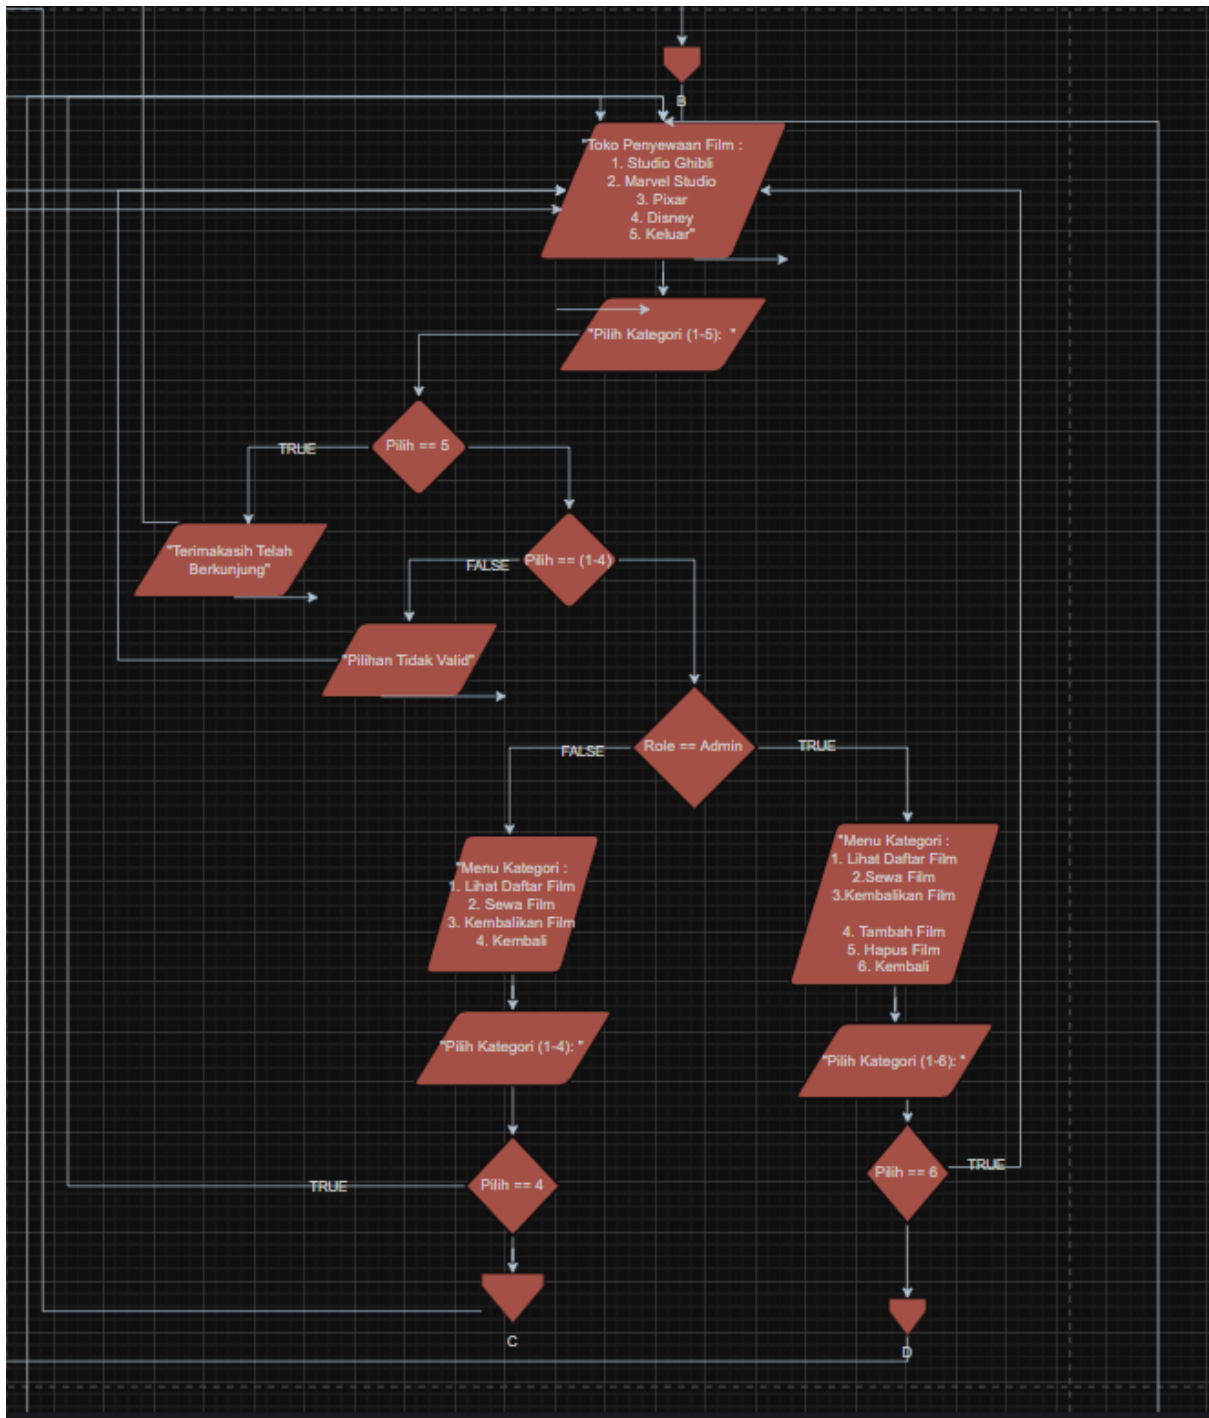 B
"Toko Penyewaan Film :
1. Studio Ghibli
2. Marvel Studio
3. Pixar
4. Disney
5. Keluar"
"Pilih Kategori (1-5):  "
Pilih == 5
TRUE
"Terimakasih Telah
Berkunjung"
Pilih == (1-4)
FALSE
"Pilihan Tidak Valid"
Role == Admin
FALSE
TRUE
"Menu Kategori :
1. Lihat Daftar Film
2. Sewa Film
3. Kembalikan Film
4. Kembali
"Menu Kategori :
1. Lihat Daftar Film
2.Sewa Film
3.Kembalikan Film
4. Tambah Film
5. Hapus Film
6. Kembali
"Pilih Kategori (1-4): "
"Pilih Kategori (1-6): "
Pilih == 4
TRUE
Pilih == 6
TRUE
C
D